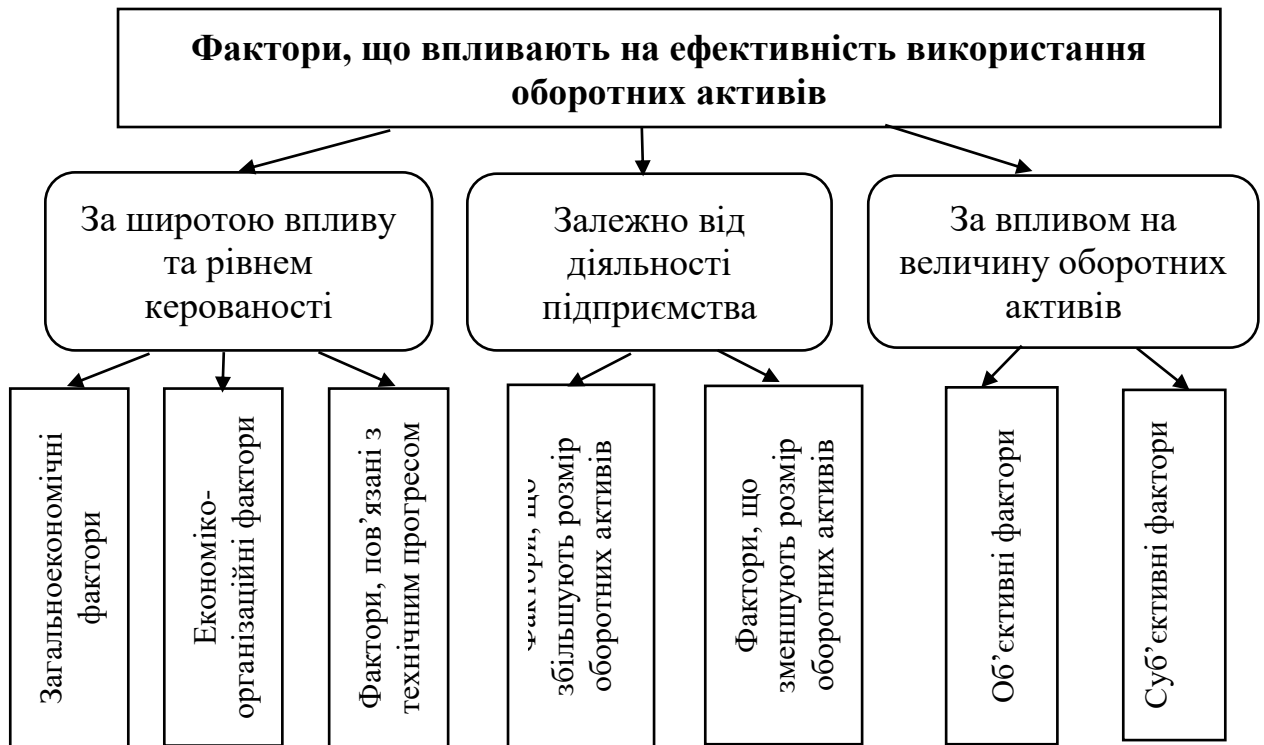 Фактори, що впливають на ефективність використання
оборотних активів
За широтою впливу
та рівнем
керованості
Залежно від
діяльності
підприємства
За впливом на
величину оборотних
активів
Загальноекономічні
фактори
Економіко-
організаційні фактори
Фактори, пов’язані з
технічним прогресом
Фактори, що
збільшують розмір
оборотних активів
Фактори, що
зменшують розмір
оборотних активів
Об’єктивні фактори
Суб’єктивні фактори